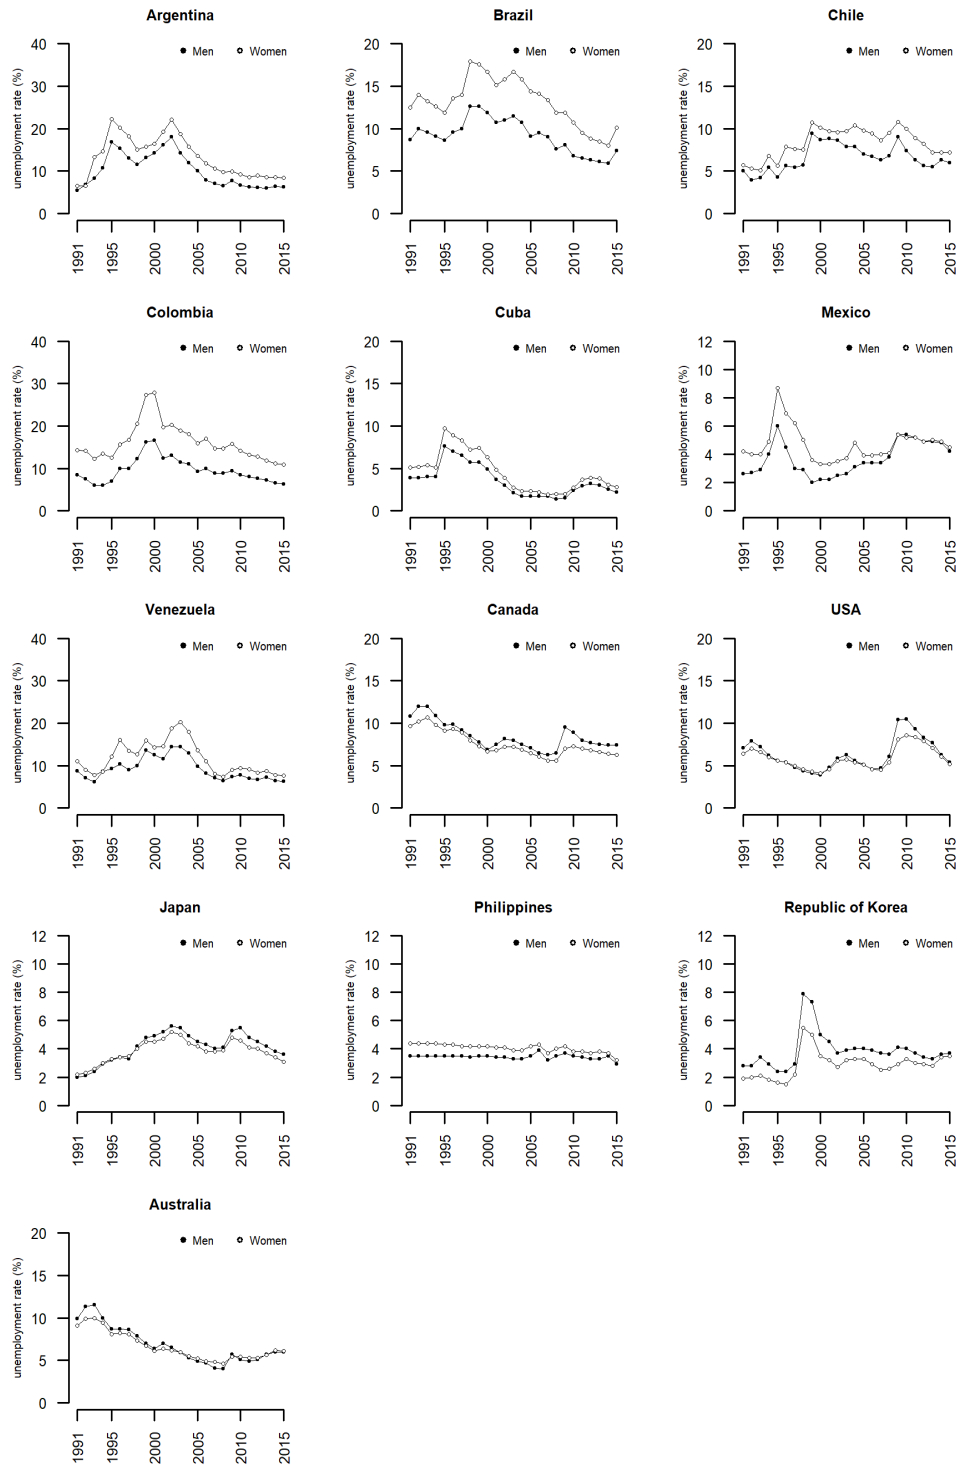 Argentina
unemployment rate (%)
40
30
20
10
0
Men
Women
1991
1995
2000
2005
2010
2015
Brazil
unemployment rate (%)
20
15
10
5
0
Men
Women
1991
1995
2000
2005
2010
2015
Chile
unemployment rate (%)
20
15
10
5
0
Men
Women
1991
1995
2000
2005
2010
2015
Colombia
unemployment rate (%)
40
30
20
10
0
Men
Women
1991
1995
2000
2005
2010
2015
Cuba
unemployment rate (%)
20
15
10
5
0
Men
Women
1991
1995
2000
2005
2010
2015
Mexico
unemployment rate (%)
12
10
8
6
4
2
0
Men
Women
1991
1995
2000
2005
2010
2015
Venezuela
unemployment rate (%)
40
30
20
10
0
Men
Women
1991
1995
2000
2005
2010
2015
Canada
unemployment rate (%)
20
15
10
5
0
Men
Women
1991
1995
2000
2005
2010
2015
USA
unemployment rate (%)
20
15
10
5
0
Men
Women
1991
1995
2000
2005
2010
2015
Japan
unemployment rate (%)
12
10
8
6
4
2
0
Men
Women
1991
1995
2000
2005
2010
2015
Philippines
unemployment rate (%)
12
10
8
6
4
2
0
Men
Women
1991
1995
2000
2005
2010
2015
Republic of Korea
unemployment rate (%)
12
10
8
6
4
2
0
Men
Women
1991
1995
2000
2005
2010
2015
Australia
unemployment rate (%)
20
15
10
5
0
Men
Women
1991
1995
2000
2005
2010
2015